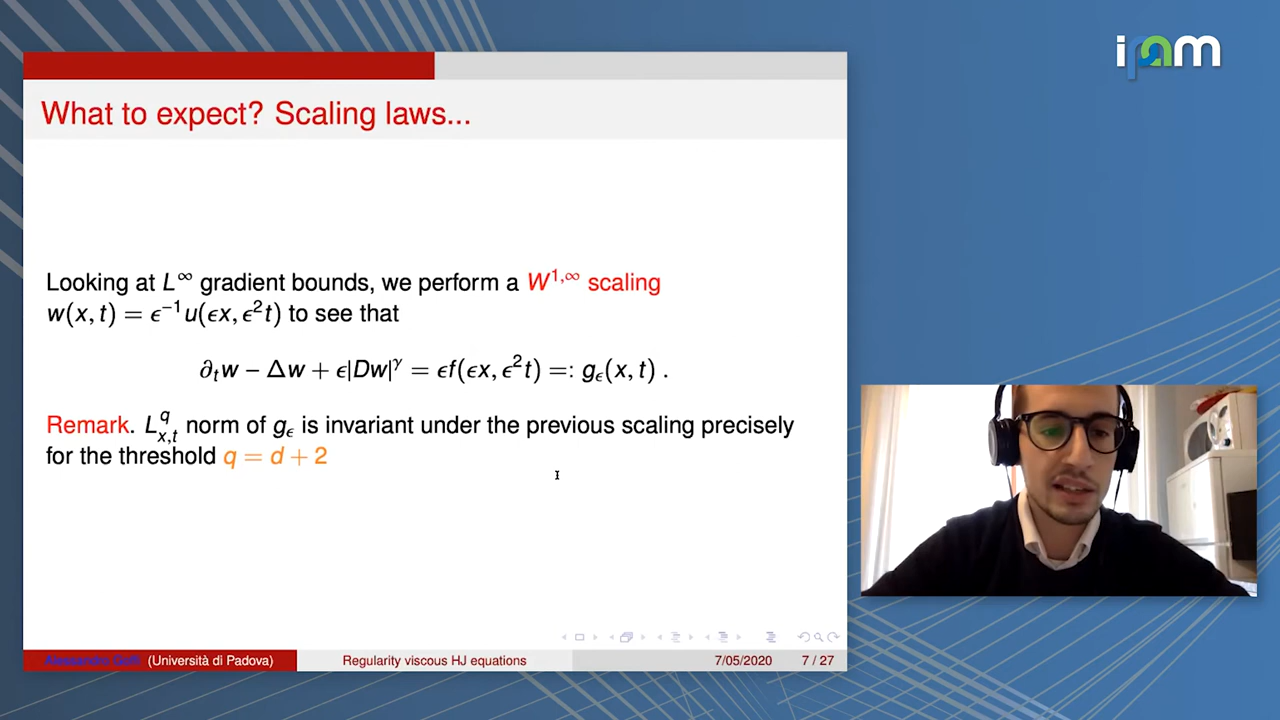 ipam
What to expect? Scaling laws...
Looking at L^∞ gradient bounds, we perform a W^{1,∞} scaling
w(x, t) = ϵ^{−1}u(ϵx, ϵ^2t) to see that
∂_t w − Δw + ϵ|Dw|^γ = ϵf(ϵx, ϵ^2t) =: g_ϵ(x, t) .
Remark. L^q_{x,t} norm of g_ϵ is invariant under the previous scaling precisely
for the threshold q = d + 2
Alessandro Goffi (Università di Padova) Regularity viscous HJ equations 7/05/2020 7 / 27